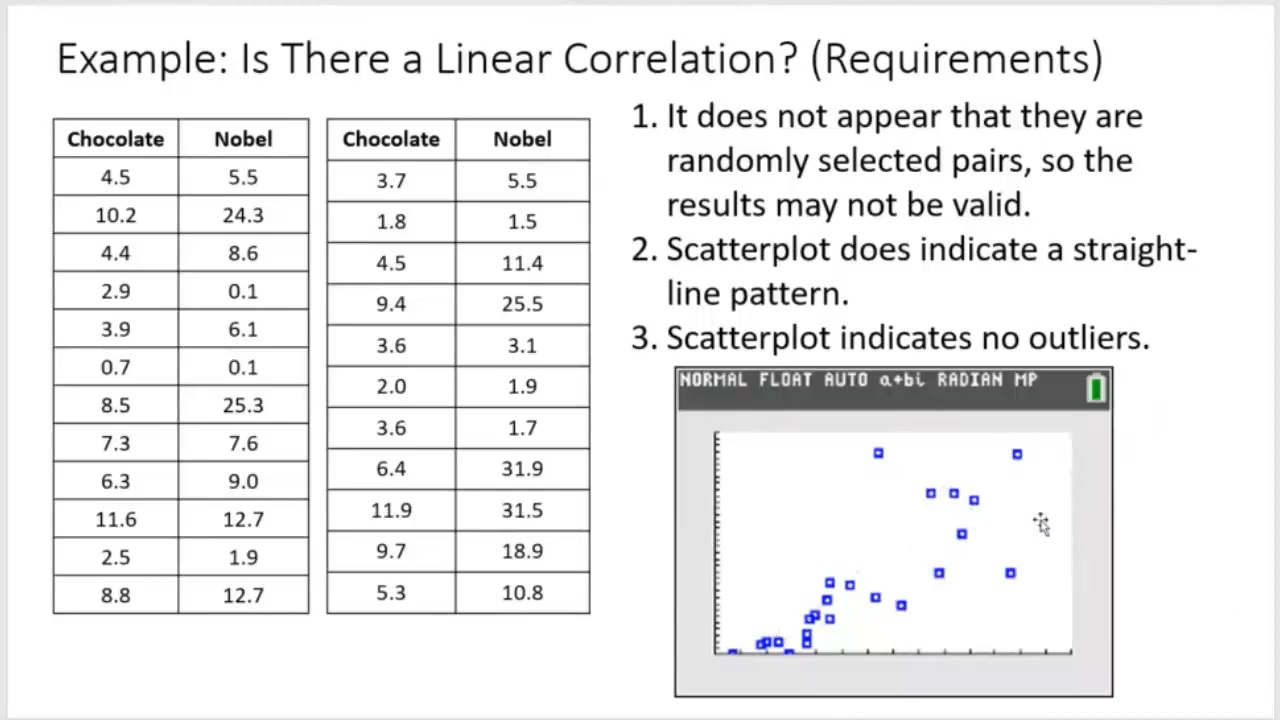 Example: Is There a Linear Correlation? (Requirements)
Chocolate Nobel
4.5 5.5
10.2 24.3
4.4 8.6
2.9 0.1
3.9 6.1
0.7 0.1
8.5 25.3
7.3 7.6
6.3 9.0
11.6 12.7
2.5 1.9
8.8 12.7
Chocolate Nobel
3.7 5.5
1.8 1.5
4.5 11.4
9.4 25.5
3.6 3.1
2.0 1.9
3.6 1.7
6.4 31.9
11.9 31.5
9.7 18.9
5.3 10.8
1. It does not appear that they are
randomly selected pairs, so the
results may not be valid.
2. Scatterplot does indicate a straight-
line pattern.
3. Scatterplot indicates no outliers.
NORMAL FLOAT AUTO a+bi RADIAN MP